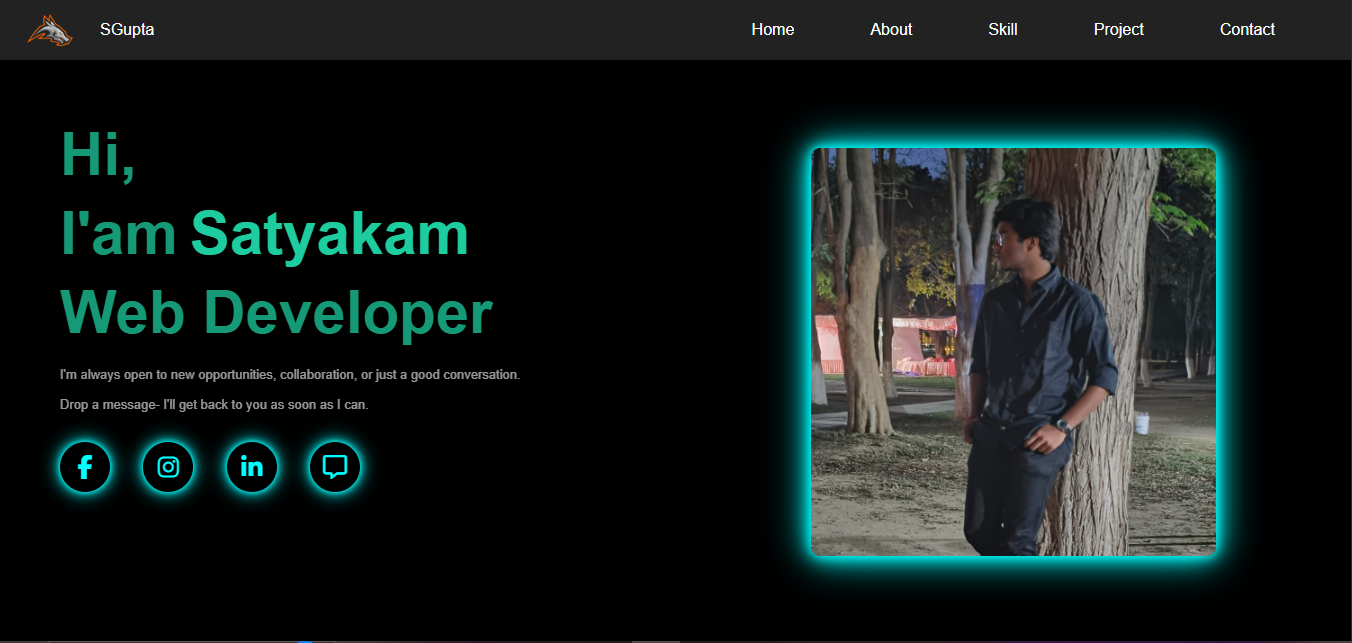 SGupta
Home
About
Skill
Project
Contact
Hi,
I'am Satyakam
Web Developer
I'm always open to new opportunities, collaboration, or just a good conversation.
Drop a message- I'll get back to you as soon as I can.